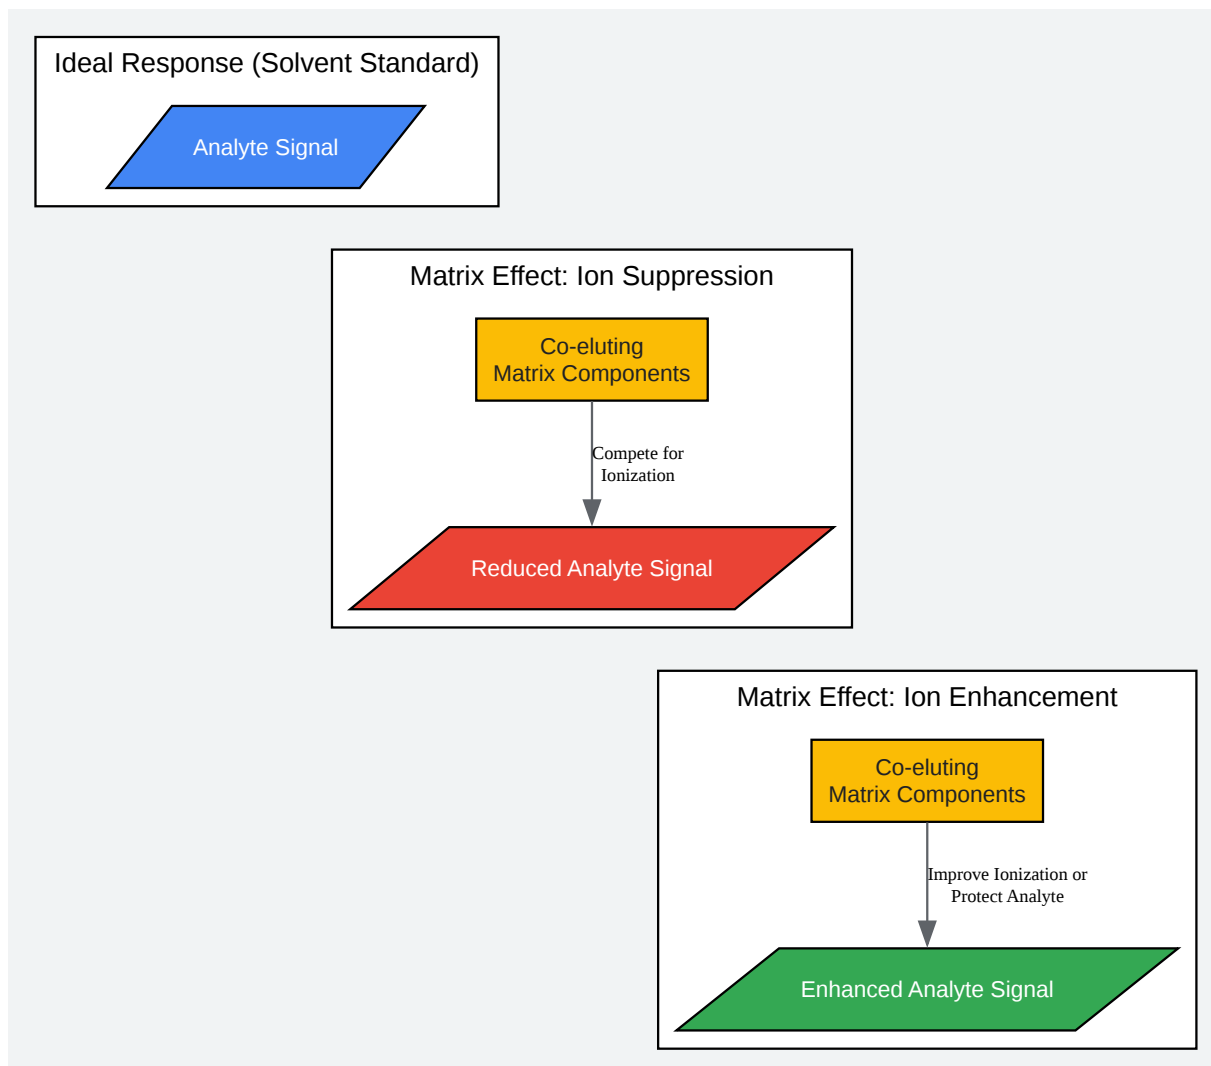 Ideal Response (Solvent Standard)
Analyte Signal
Matrix Effect: Ion Suppression
Co-eluting
Matrix Components
Compete for
Ionization
Reduced Analyte Signal
Matrix Effect: Ion Enhancement
Co-eluting
Matrix Components
Improve Ionization or
Protect Analyte
Enhanced Analyte Signal